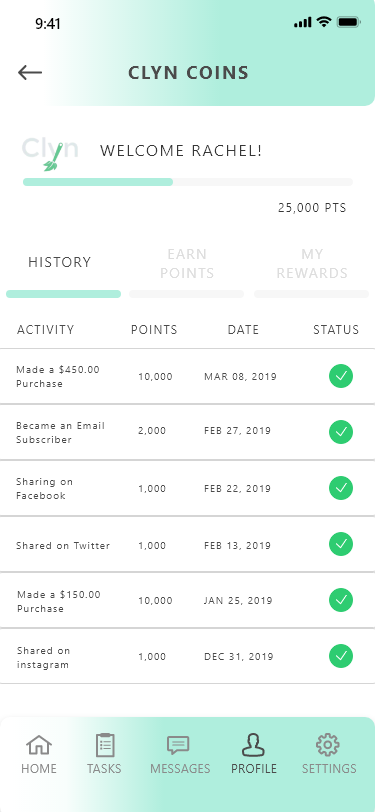 9:41
CLYN COINS
Clyn
WELCOME RACHEL!
25,000 PTS
HISTORY
EARN
POINTS
MY
REWARDS
ACTIVITY POINTS DATE STATUS
Made a $450.00
Purchase
10,000 MAR 08, 2019
Became an Email
Subscriber
2,000 FEB 27, 2019
Sharing on
Facebook
1,000 FEB 22, 2019
Shared on Twitter 1,000 FEB 13, 2019
Made a $150.00
Purchase
10,000 JAN 25, 2019
Shared on
instagram
1,000 DEC 31, 2019
HOME TASKS MESSAGES PROFILE SETTINGS